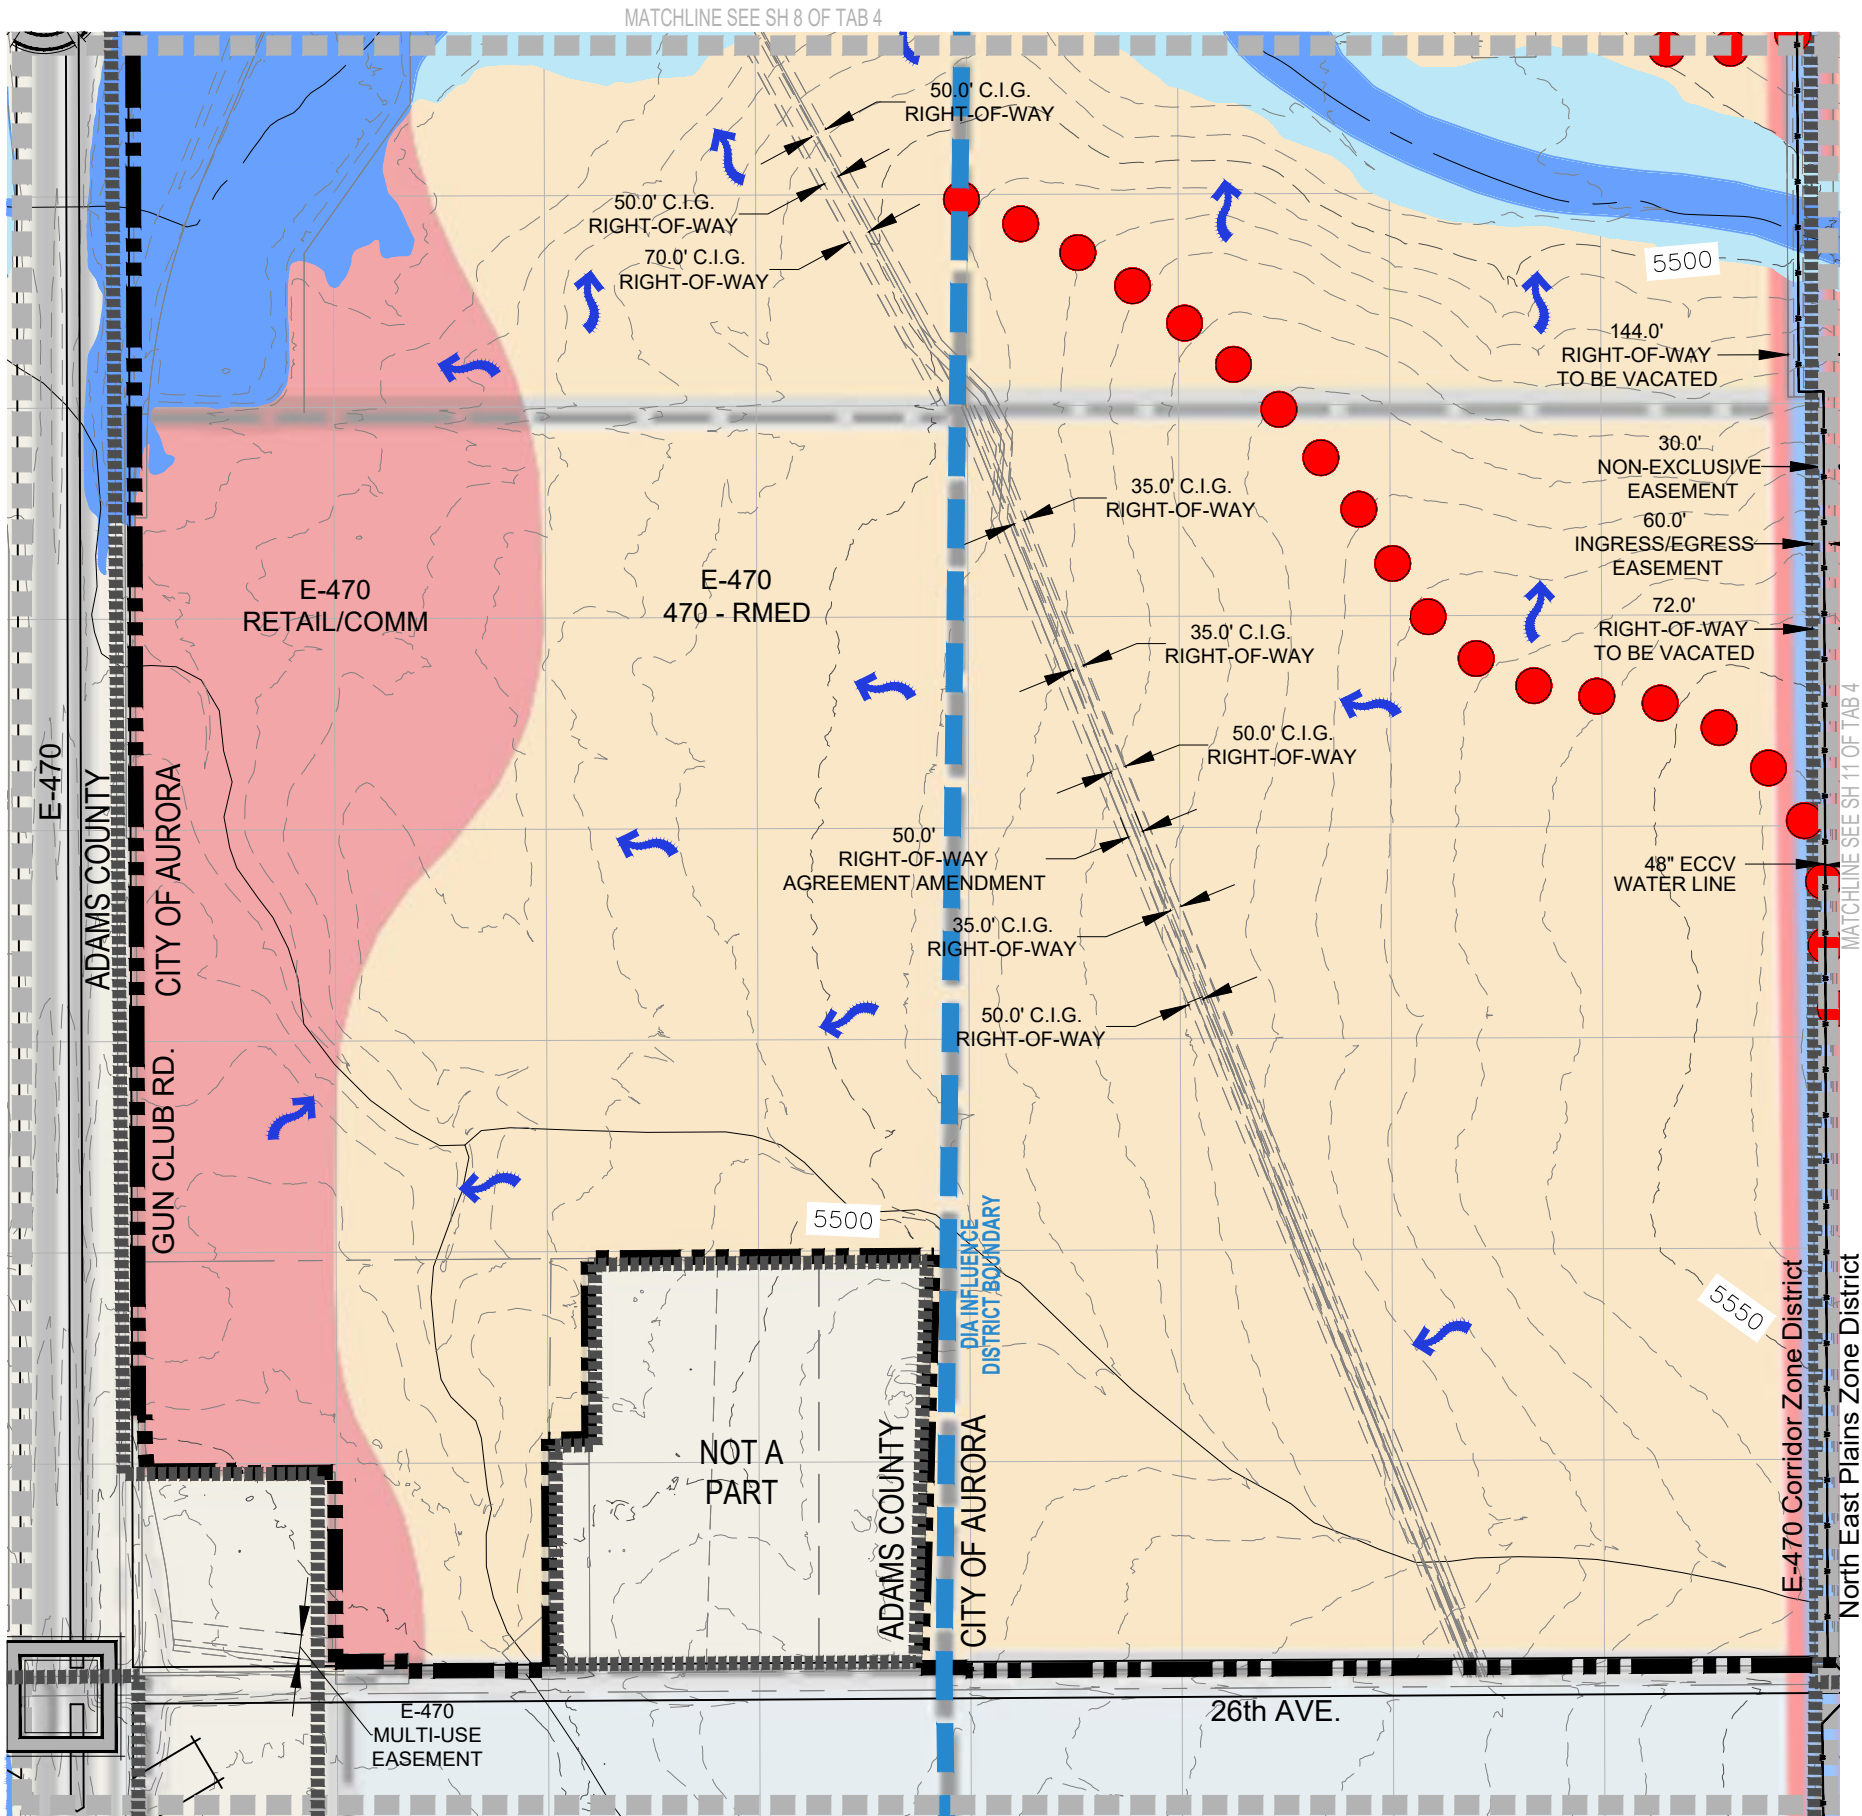 MATCHLINE SEE SH 8 OF TAB 4
50.0' C.I.G.
RIGHT-OF-WAY
50.0' C.I.G.
RIGHT-OF-WAY
70.0' C.I.G.
RIGHT-OF-WAY
5500
144.0'
RIGHT-OF-WAY
TO BE VACATED
30.0'
NON-EXCLUSIVE
EASEMENT
35.0' C.I.G.
RIGHT-OF-WAY
60.0'
INGRESS/EGRESS
EASEMENT
E-470
RETAIL/COMM
E-470
470 - RMED
72.0'
RIGHT-OF-WAY
TO BE VACATED
35.0' C.I.G.
RIGHT-OF-WAY
50.0' C.I.G.
RIGHT-OF-WAY
E-470
ADAMS COUNTY
CITY OF AURORA
MATCHLINE SEE SH 11 OF TAB 4
50.0'
RIGHT-OF-WAY
AGREEMENT AMENDMENT
48" ECCV
WATER LINE
35.0' C.I.G.
RIGHT-OF-WAY
50.0' C.I.G.
RIGHT-OF-WAY
GUN CLUB RD.
5500
DIA INFLUENCE
DISTRICT BOUNDARY
5550
E-470 Corridor Zone District
North East Plains Zone District
NOT A
PART
ADAMS COUNTY
CITY OF AURORA
26th AVE.
E-470
MULTI-USE
EASEMENT